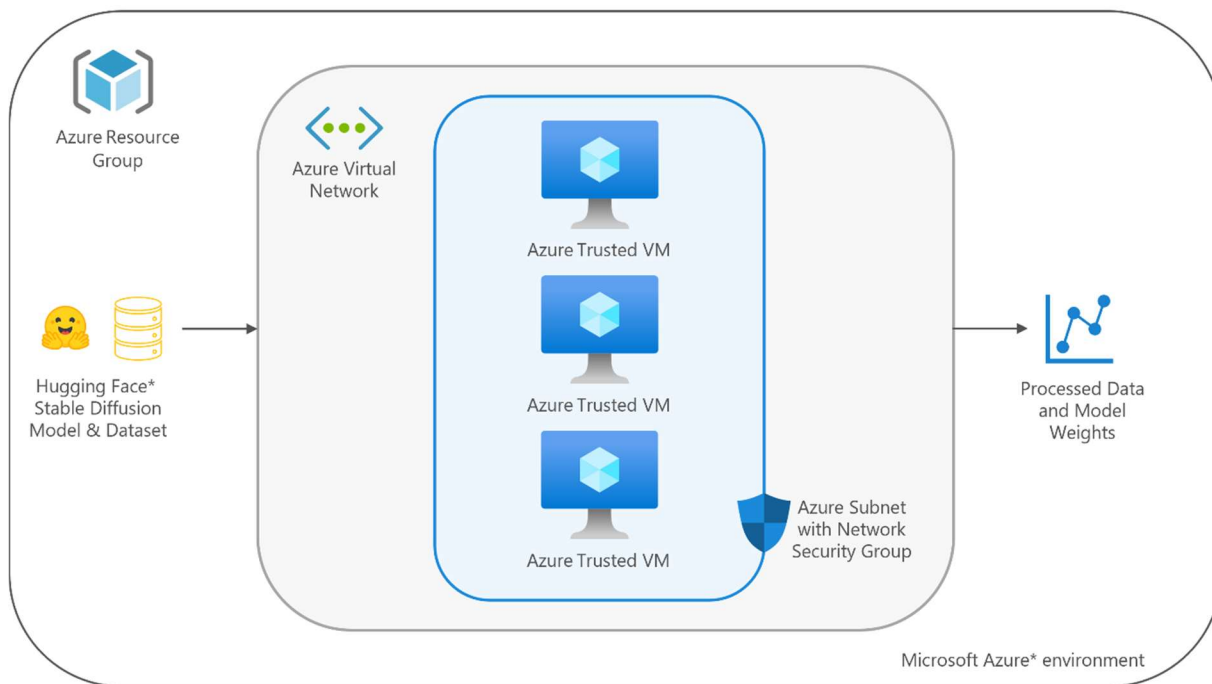 Azure Resource
Group
Azure Virtual
Network
Azure Trusted VM
Azure Trusted VM
Azure Trusted VM
Hugging Face*
Stable Diffusion
Model & Dataset
Azure Subnet
with Network
Security Group
Processed Data
and Model
Weights
Microsoft Azure* environment